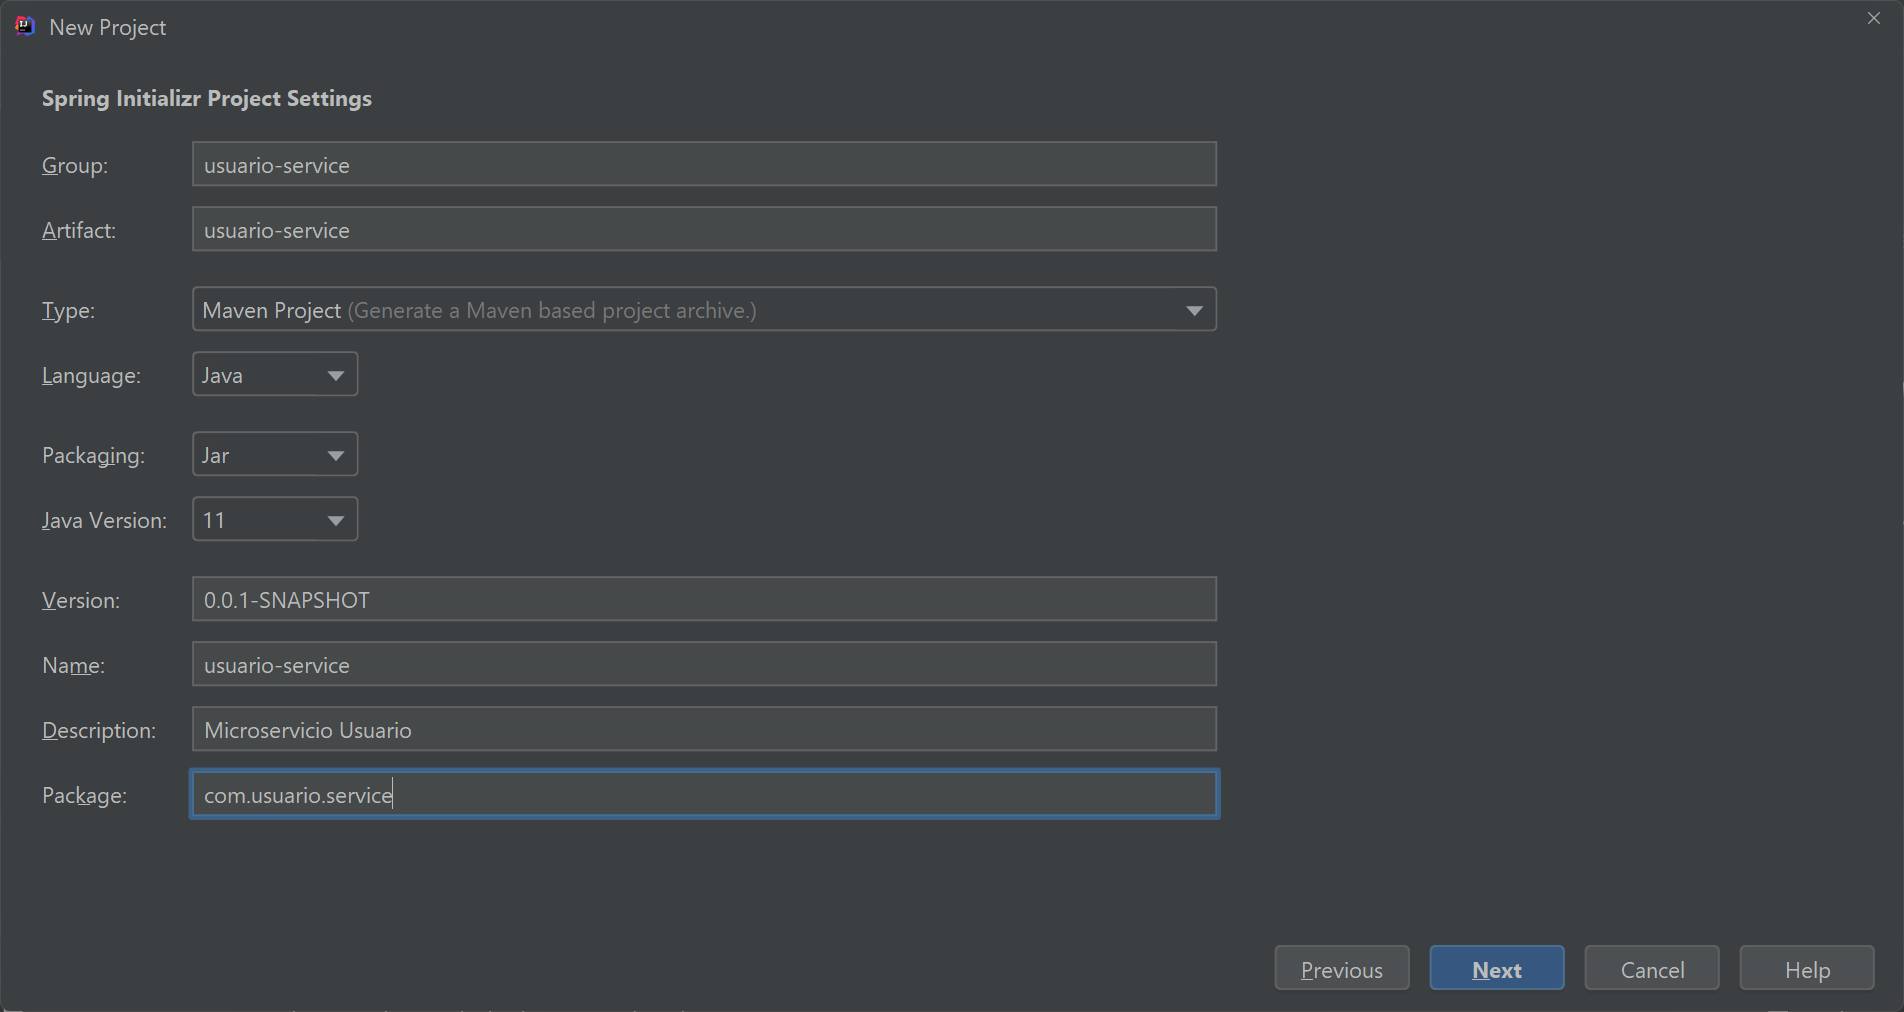 New Project
Spring Initializr Project Settings
Group: usuario-service
Artifact: usuario-service
Type: Maven Project (Generate a Maven based project archive.)
Language: Java
Packaging: Jar
Java Version: 11
Version: 0.0.1-SNAPSHOT
Name: usuario-service
Description: Microservicio Usuario
Package: com.usuario.service
Previous Next Cancel Help